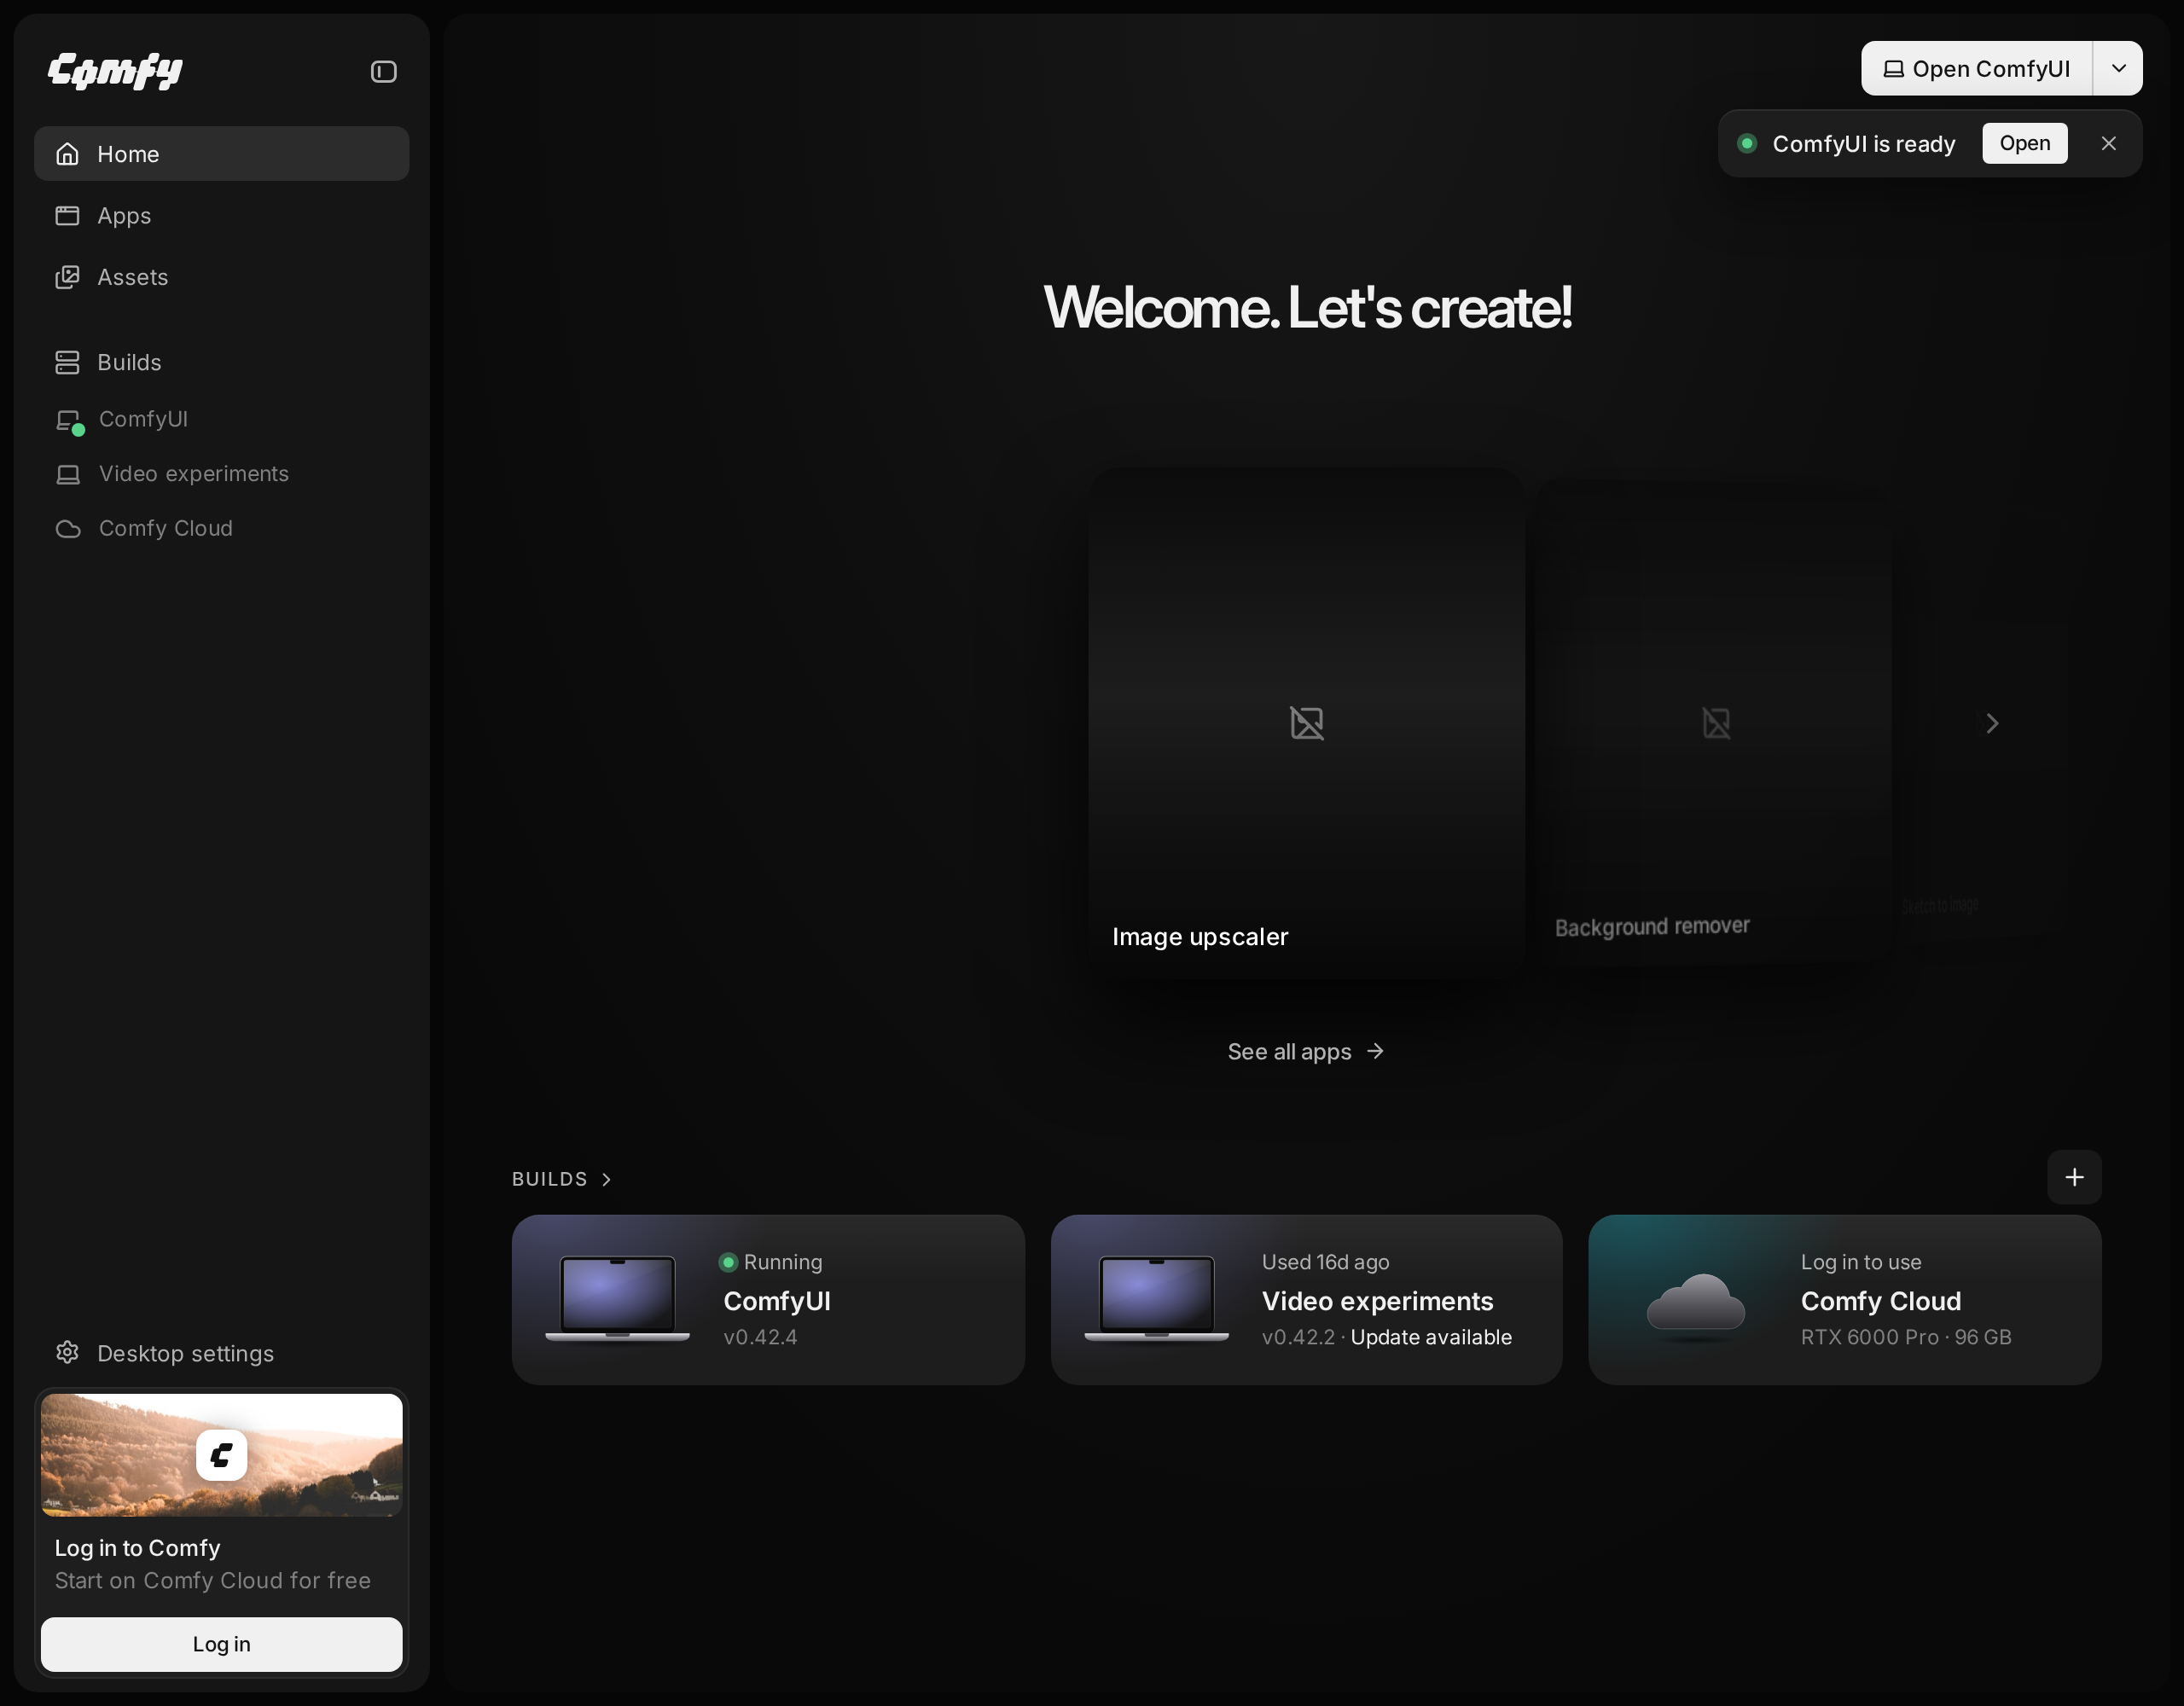 Comfy
Home
Apps
Assets
Builds
ComfyUI
Video experiments
Comfy Cloud
Desktop settings
Log in to Comfy
Start on Comfy Cloud for free
Log in
Open ComfyUI
ComfyUI is ready
Open
Welcome. Let's create!
Image upscaler
Background remover
Sketch to image
See all apps
BUILDS
Running
ComfyUI
v0.42.4
Used 16d ago
Video experiments
v0.42.2 · Update available
Log in to use
Comfy Cloud
RTX 6000 Pro · 96 GB